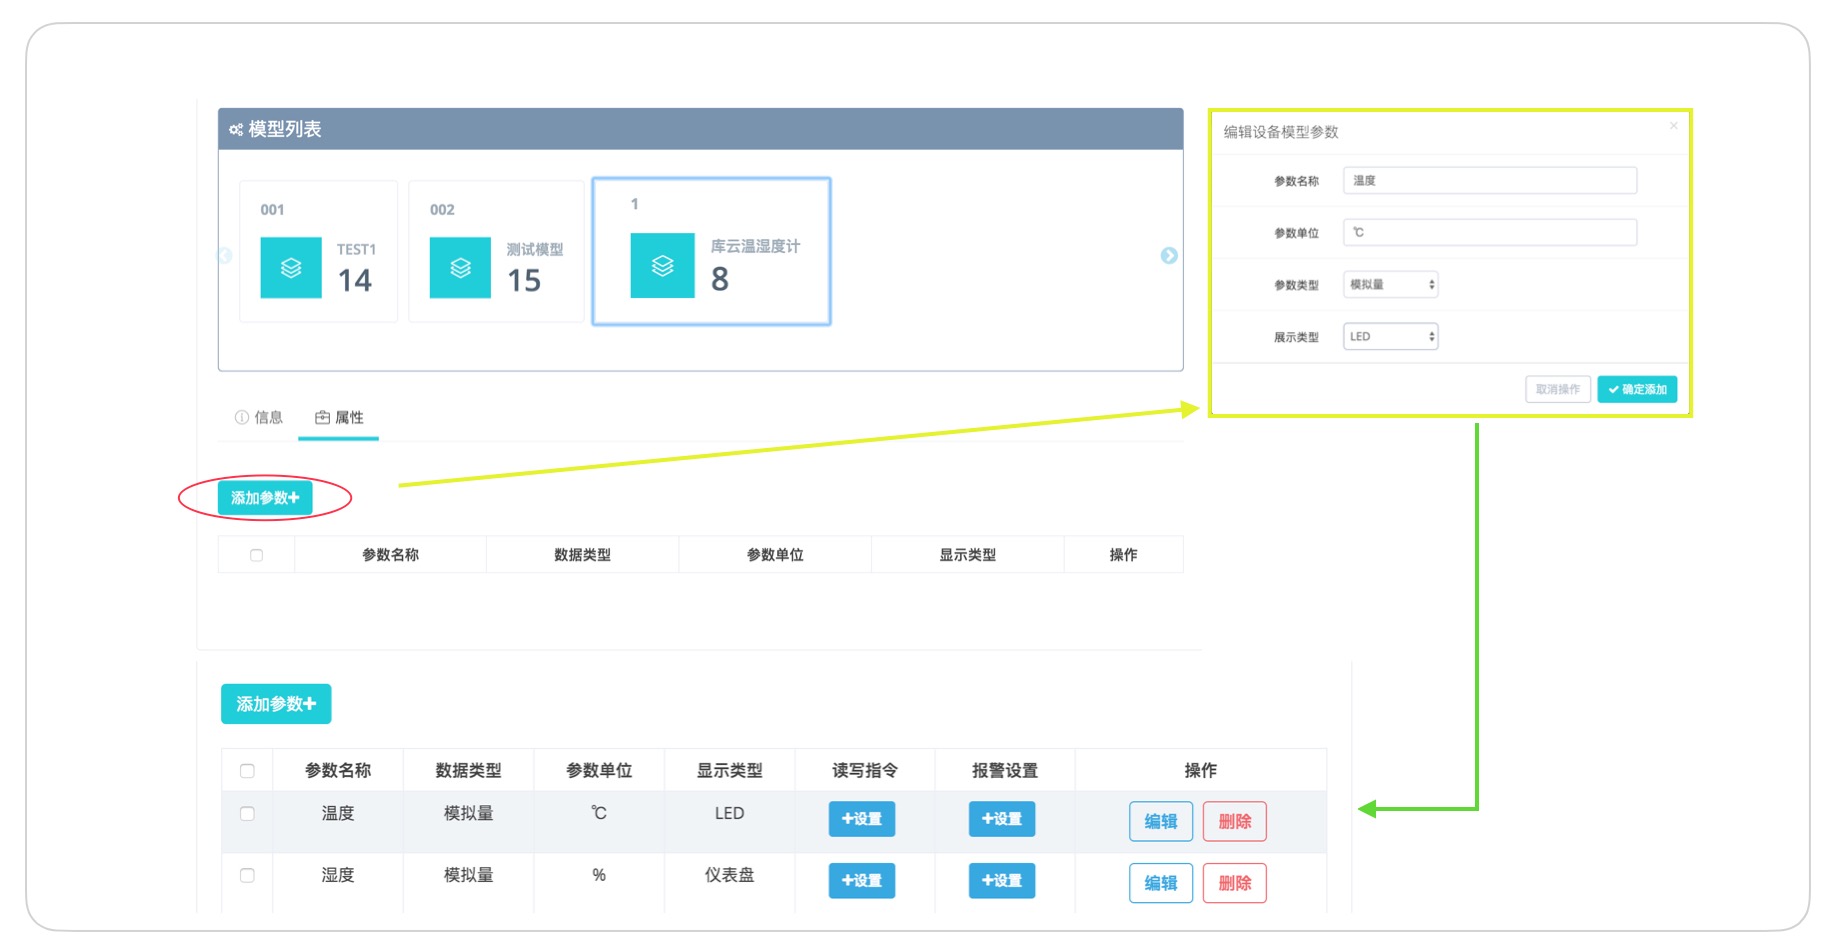 模型列表
001
TEST1
14
002
测试模型
15
1
库云温湿度计
8
编辑设备模型参数
×
参数名称 温度
参数单位 ℃
参数类型 模拟量
展示类型 LED
取消操作 确定添加
信息 属性
添加参数+
参数名称 数据类型 参数单位 显示类型 操作
添加参数+
参数名称 数据类型 参数单位 显示类型 读写指令 报警设置 操作
温度 模拟量 ℃ LED +设置 +设置 编辑 删除
湿度 模拟量 % 仪表盘 +设置 +设置 编辑 删除